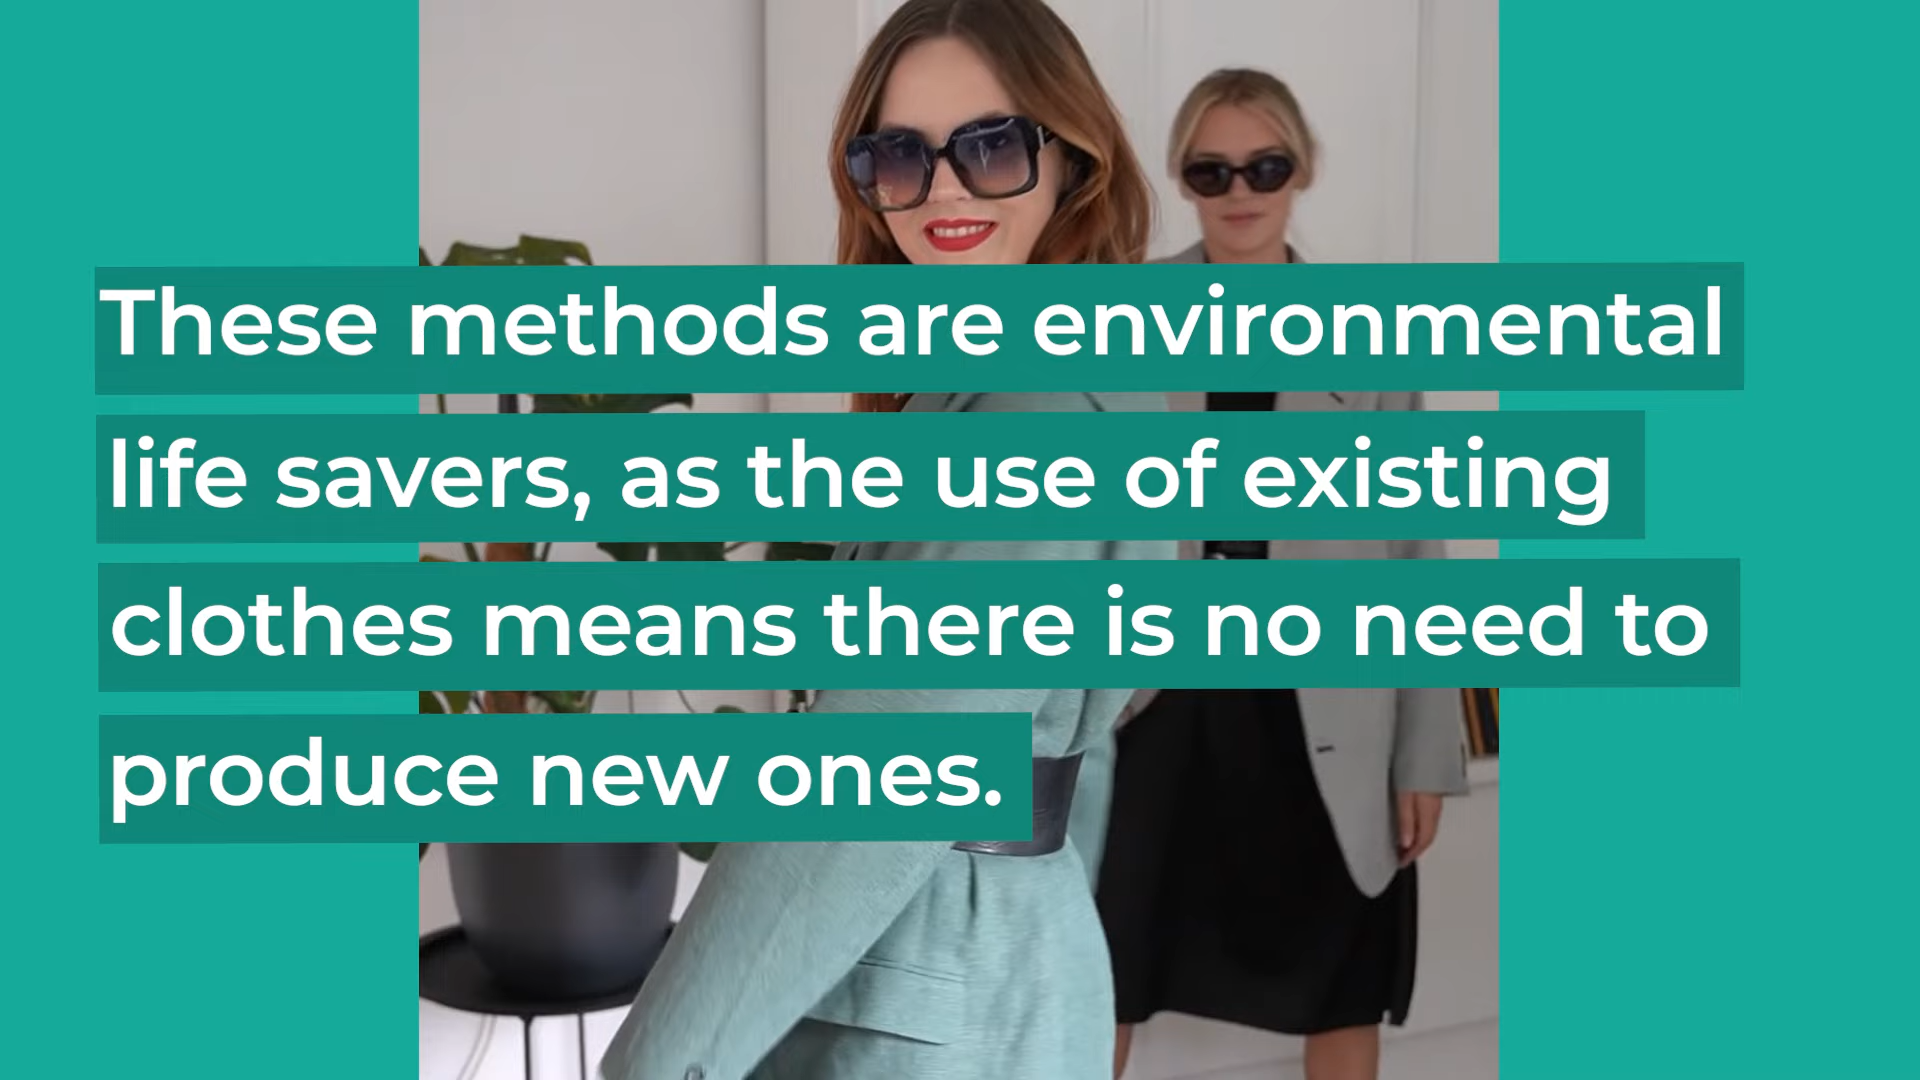 These methods are environmental
life savers, as the use of existing
clothes means there is no need to
produce new ones.